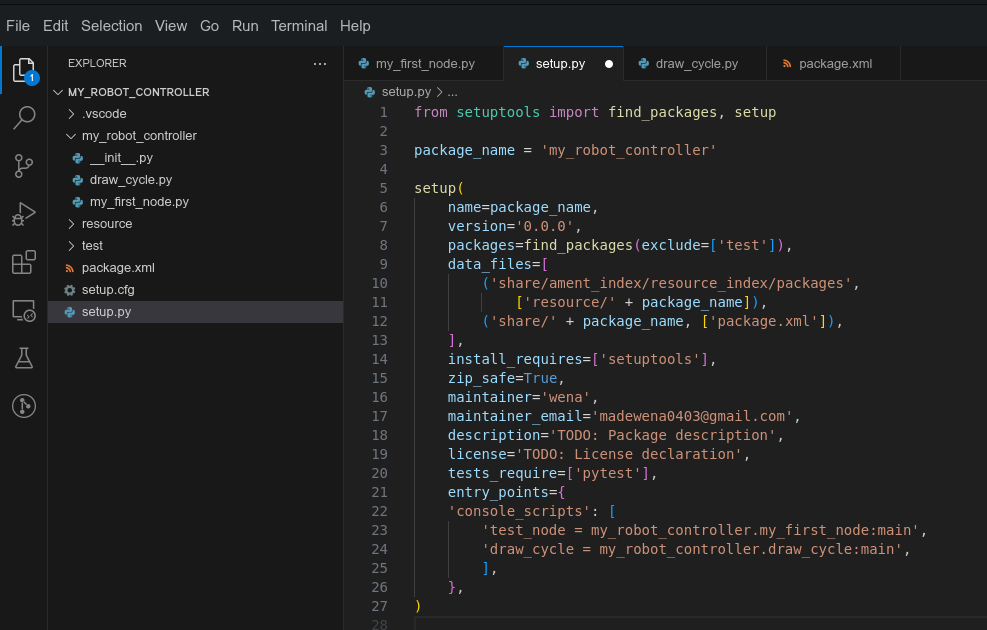 File Edit Selection View Go Run Terminal Help
EXPLORER ...
1
MY_ROBOT_CONTROLLER
.vscode
my_robot_controller
__init__.py
draw_cycle.py
my_first_node.py
resource
test
package.xml
setup.cfg
setup.py
my_first_node.py setup.py draw_cycle.py package.xml
setup.py > ...
1 from setuptools import find_packages, setup
2
3 package_name = 'my_robot_controller'
4
5 setup(
6     name=package_name,
7     version='0.0.0',
8     packages=find_packages(exclude=['test']),
9     data_files=[
10         ('share/ament_index/resource_index/packages',
11             ['resource/' + package_name]),
12         ('share/' + package_name, ['package.xml']),
13     ],
14     install_requires=['setuptools'],
15     zip_safe=True,
16     maintainer='wena',
17     maintainer_email='madewena0403@gmail.com',
18     description='TODO: Package description',
19     license='TODO: License declaration',
20     tests_require=['pytest'],
21     entry_points={
22     'console_scripts': [
23         'test_node = my_robot_controller.my_first_node:main',
24         'draw_cycle = my_robot_controller.draw_cycle:main',
25         ],
26     },
27 )
28